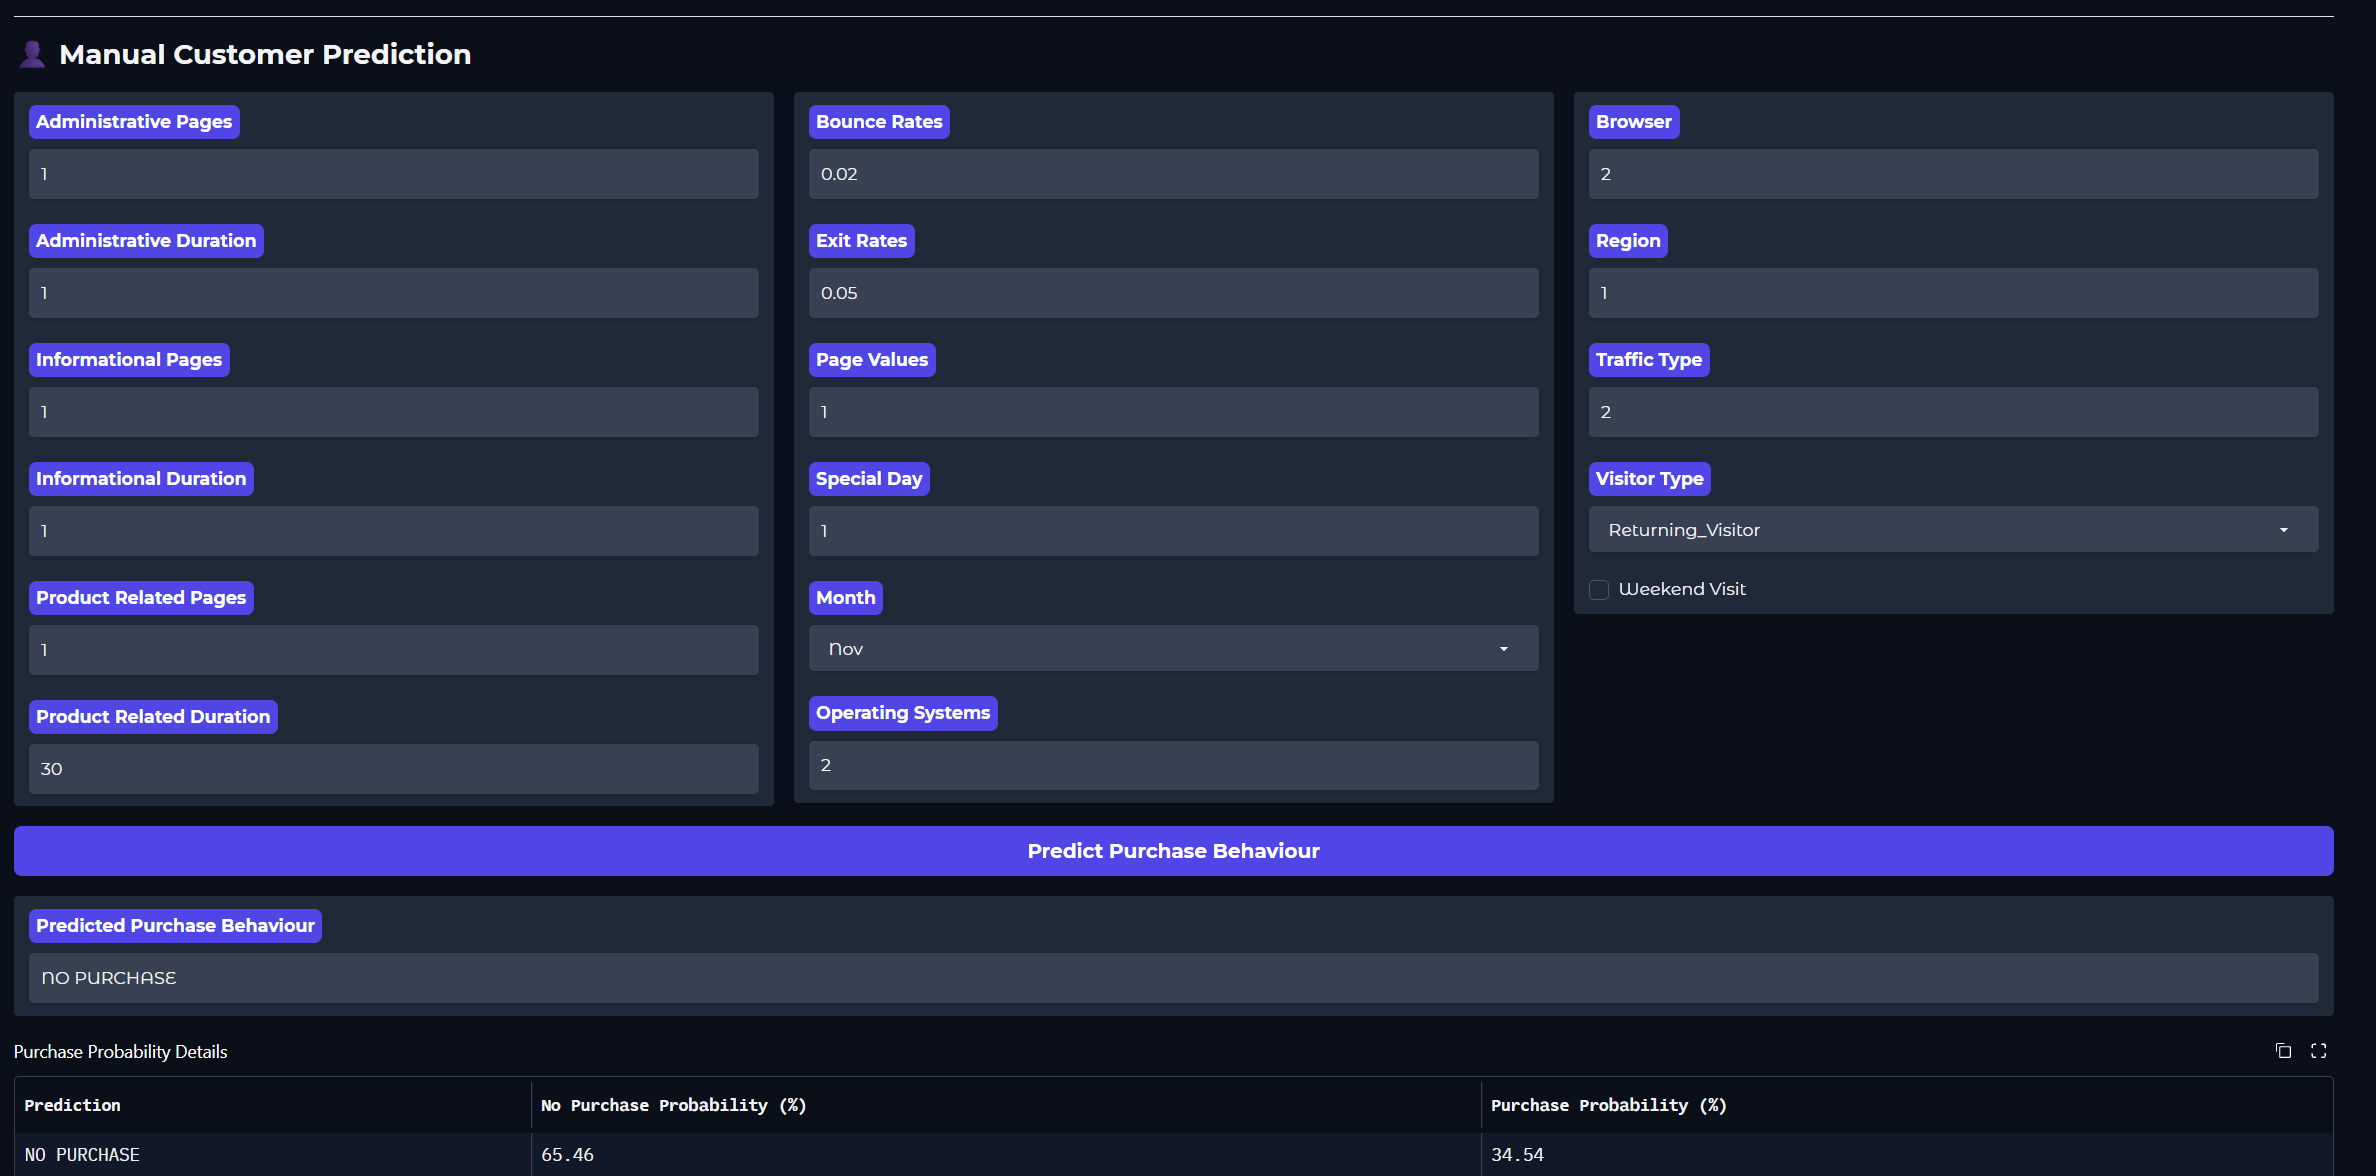 Manual Customer Prediction
Administrative Pages
1
Administrative Duration
1
Informational Pages
1
Informational Duration
1
Product Related Pages
1
Product Related Duration
30
Bounce Rates
0.02
Exit Rates
0.05
Page Values
1
Special Day
1
Month
Nov
Operating Systems
2
Browser
2
Region
1
Traffic Type
2
Visitor Type
Returning_Visitor
Weekend Visit
Predict Purchase Behaviour
Predicted Purchase Behaviour
NO PURCHASE
Purchase Probability Details
Prediction No Purchase Probability (%) Purchase Probability (%)
NO PURCHASE 65.46 34.54